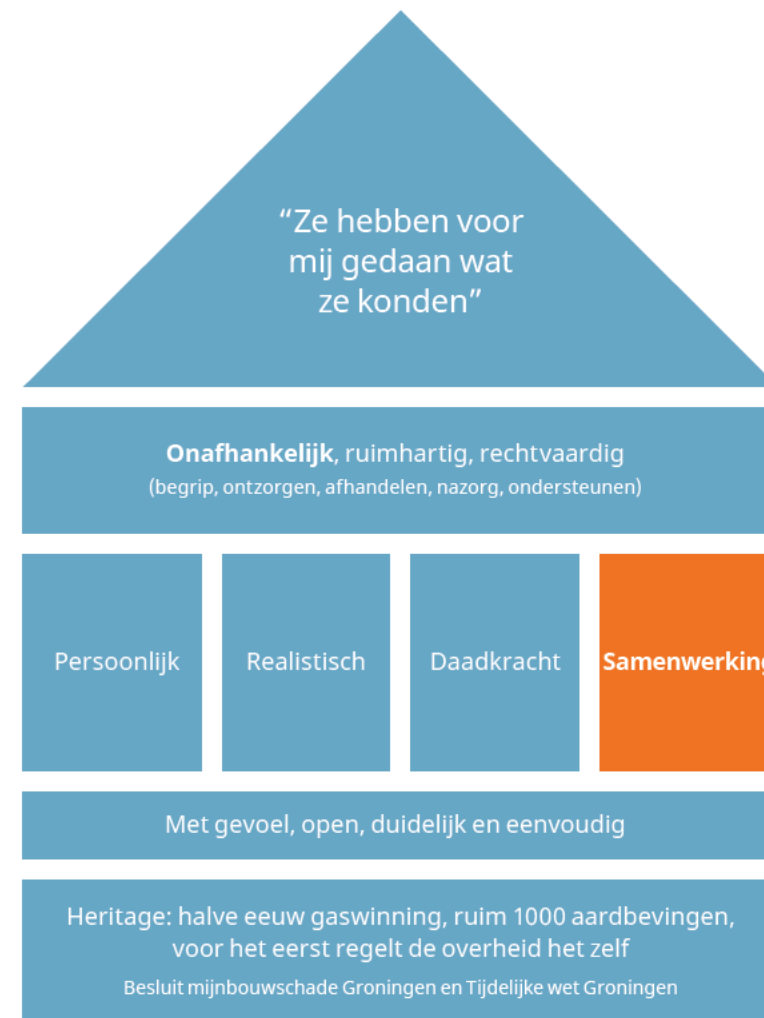 “Ze hebben voor
mij gedaan wat
ze konden”
Onafhankelijk, ruimhartig, rechtvaardig
(begrip, ontzorgen, afhandelen, nazorg, ondersteunen)
Persoonlijk
Realistisch
Daadkracht
Samenwerking
Met gevoel, open, duidelijk en eenvoudig
Heritage: halve eeuw gaswinning, ruim 1000 aardbevingen,
voor het eerst regelt de overheid het zelf
Besluit mijnbouwschade Groningen en Tijdelijke wet Groningen